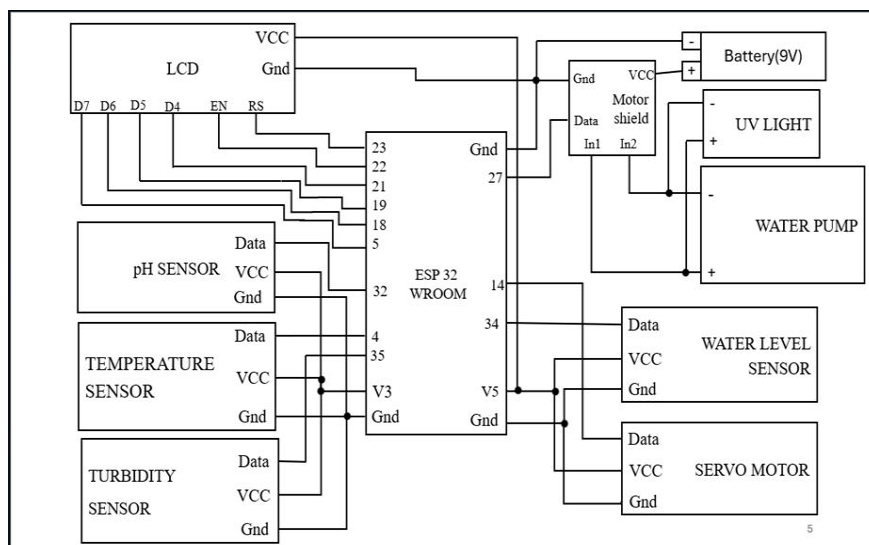 LCD
VCC
Gnd
D7 D6 D5 D4 EN RS
pH SENSOR
Data
VCC
Gnd
TEMPERATURE
SENSOR
Data
VCC
Gnd
TURBIDITY
SENSOR
Data
VCC
Gnd
ESP 32
WROOM
23
22
21
19
18
5
32
4
35
V3
Gnd
Gnd
27
14
34
V5
Gnd
Gnd
VCC
Motor
shield
Data
In1 In2
-
+
Battery(9V)
-
+
UV LIGHT
-
+
WATER PUMP
Data
VCC
Gnd
WATER LEVEL
SENSOR
Data
VCC
Gnd
SERVO MOTOR
5